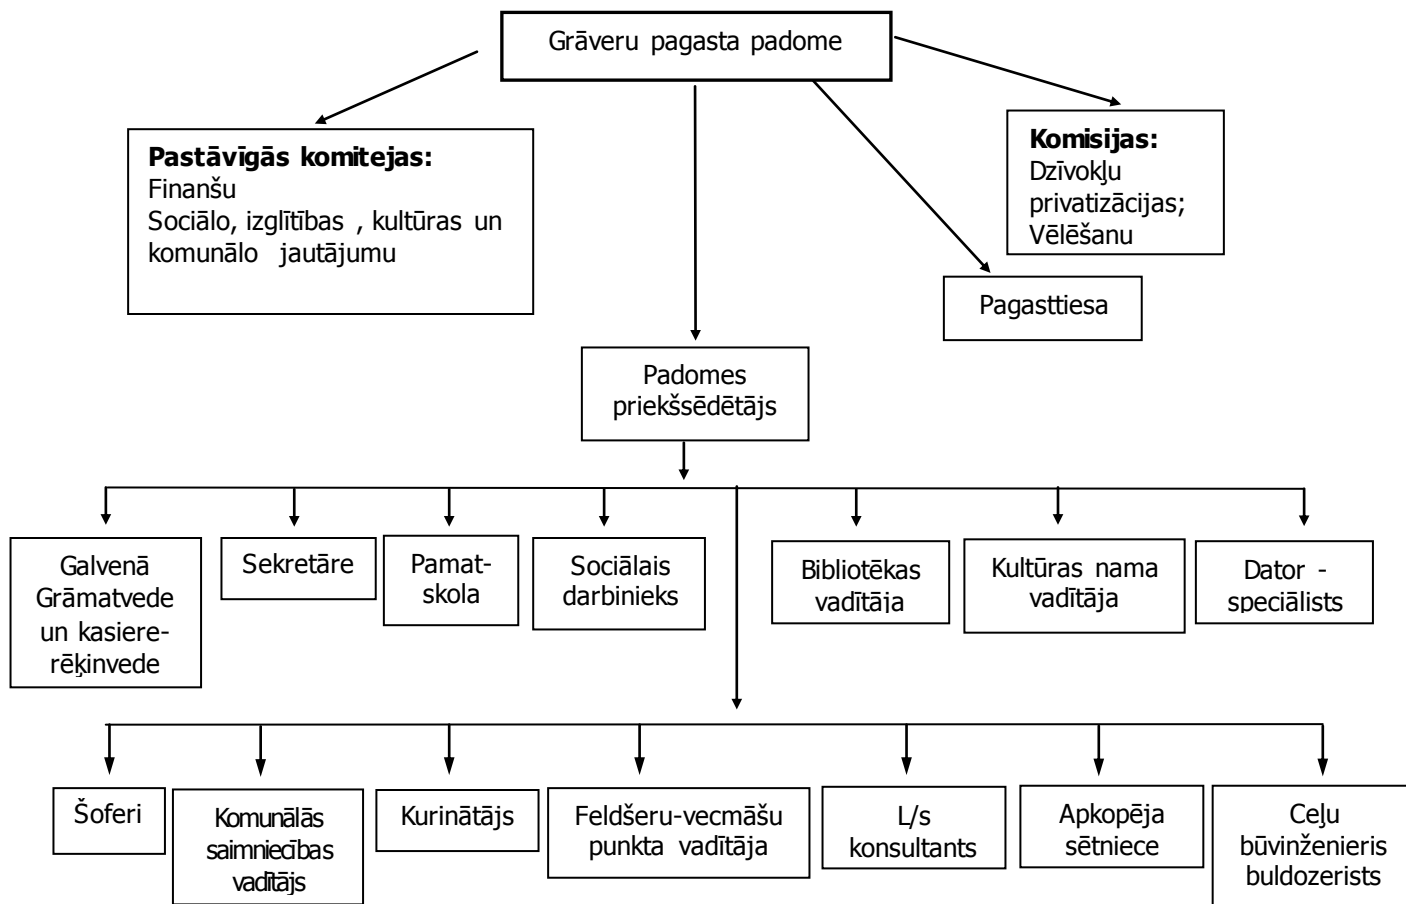 Grāveru pagasta padome
Pastāvīgās komitejas:
Finanšu
Sociālo, izglītības , kultūras un
komunālo jautājumu
Komisijas:
Dzīvokļu
privatizācijas;
Vēlēšanu
Pagasttiesa
Padomes
priekšsēdētājs
Galvenā
Grāmatvede
un kasiere-
rēķinvede
Sekretāre
Pamat-
skola
Sociālais
darbinieks
Bibliotēkas
vadītāja
Kultūras nama
vadītāja
Dator -
speciālists
Šoferi
Komunālās
saimniecības
vadītājs
Kurinātājs
Feldšeru-vecmāšu
punkta vadītāja
L/s
konsultants
Apkopēja
sētniece
Ceļu
būvinženieris
buldozerists